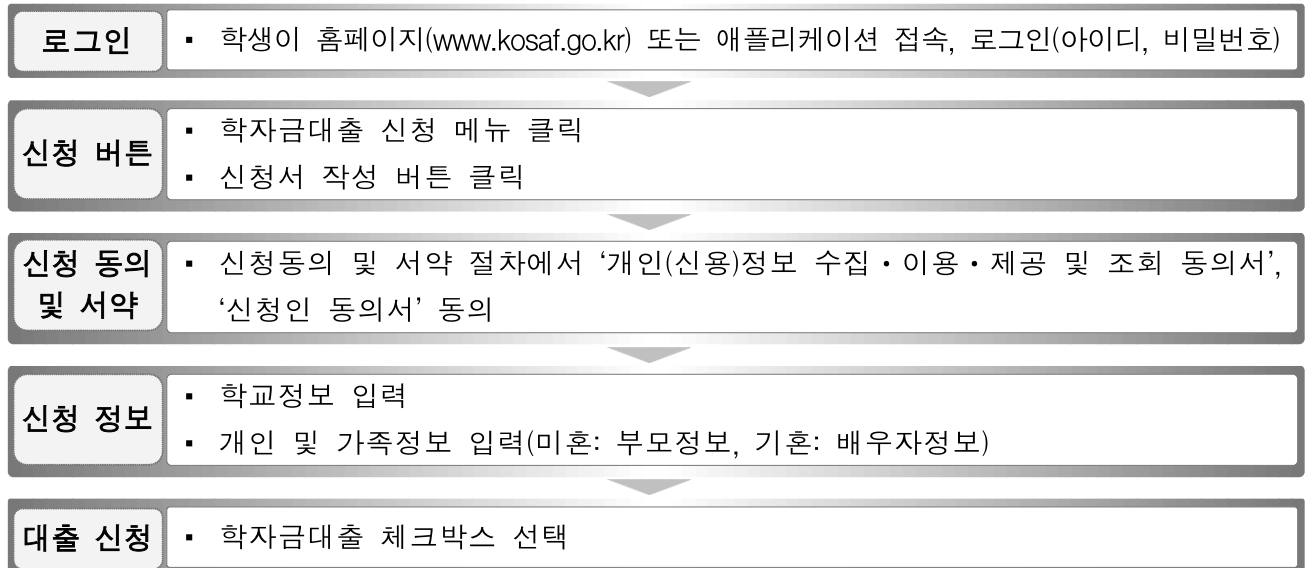 로그인
▪ 학생이 홈페이지(www.kosaf.go.kr) 또는 애플리케이션 접속, 로그인(아이디, 비밀번호)
신청 버튼
▪ 학자금대출 신청 메뉴 클릭
▪ 신청서 작성 버튼 클릭
신청 동의
및 서약
▪ 신청동의 및 서약 절차에서 ‘개인(신용)정보 수집·이용·제공 및 조회 동의서’,
‘신청인 동의서’ 동의
신청 정보
▪ 학교정보 입력
▪ 개인 및 가족정보 입력(미혼: 부모정보, 기혼: 배우자정보)
대출 신청
▪ 학자금대출 체크박스 선택